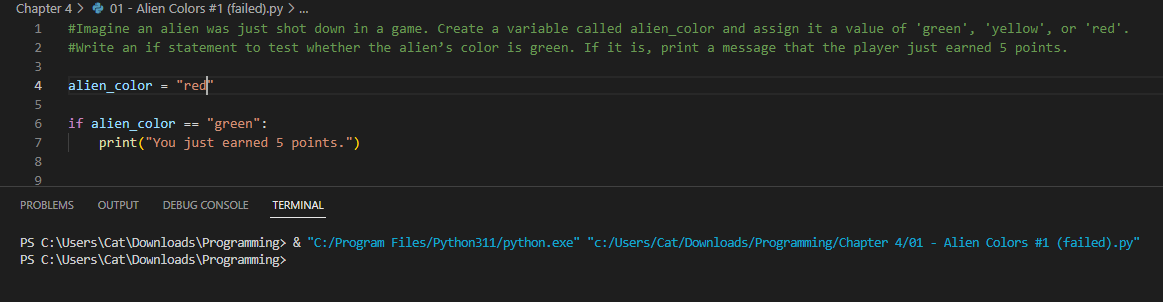 Chapter 4 > 01 - Alien Colors #1 (failed).py > ...
1 #Imagine an alien was just shot down in a game. Create a variable called alien_color and assign it a value of 'green', 'yellow', or 'red'.
2 #Write an if statement to test whether the alien’s color is green. If it is, print a message that the player just earned 5 points.
3
4 alien_color = "red"
5
6 if alien_color == "green":
7     print("You just earned 5 points.")
8
9
PROBLEMS OUTPUT DEBUG CONSOLE TERMINAL
PS C:\Users\Cat\Downloads\Programming> & "C:/Program Files/Python311/python.exe" "c:/Users/Cat/Downloads/Programming/Chapter 4/01 - Alien Colors #1 (failed).py"
PS C:\Users\Cat\Downloads\Programming>